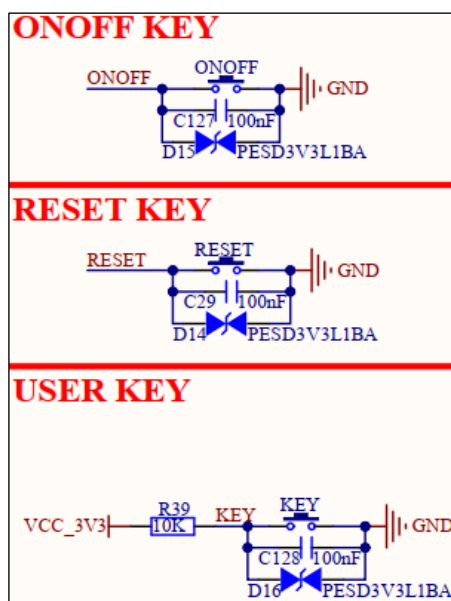 ONOFF KEY
ONOFF
ONOFF
GND
C127 100nF
D15 PESD3V3L1BA
RESET KEY
RESET
RESET
GND
C29 100nF
D14 PESD3V3L1BA
USER KEY
R39
KEY
VCC_3V3
10K
KEY
GND
C128 100nF
D16 PESD3V3L1BA